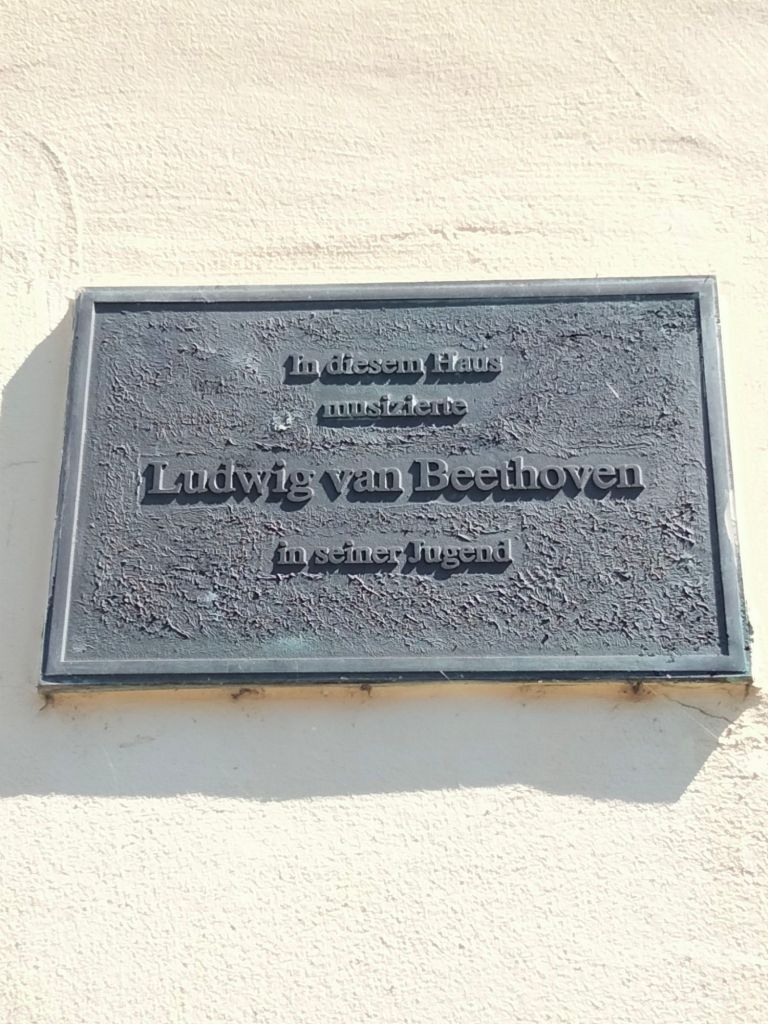 In diesem Haus
musizierte
Ludwig van Beethoven
in seiner Jugend